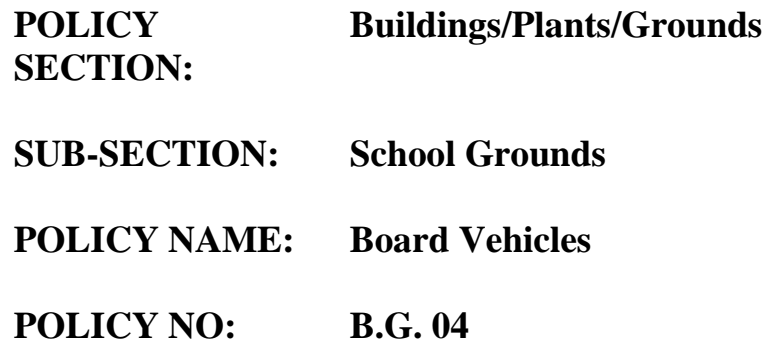 POLICY Buildings/Plants/Grounds
SECTION:
SUB-SECTION: School Grounds
POLICY NAME: Board Vehicles
POLICY NO: B.G. 04